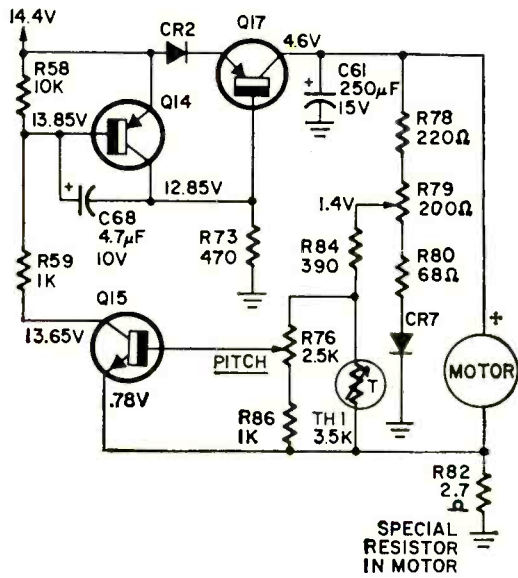 14.4V
CR2
Q17
4.6V
C61
250µF
15V
R58
10K
Q14
13.85V
R78
220Ω
12.85V
C68
4.7µF
10V
1.4V
R79
200Ω
R73
470
R84
390
R80
68Ω
R59
1K
Q15
13.65V
CR7
+
MOTOR
PITCH
R76
2.5K
T
.78V
R86
1K
TH1
3.5K
R82
2.7
Ω
SPECIAL
RESISTOR
IN MOTOR